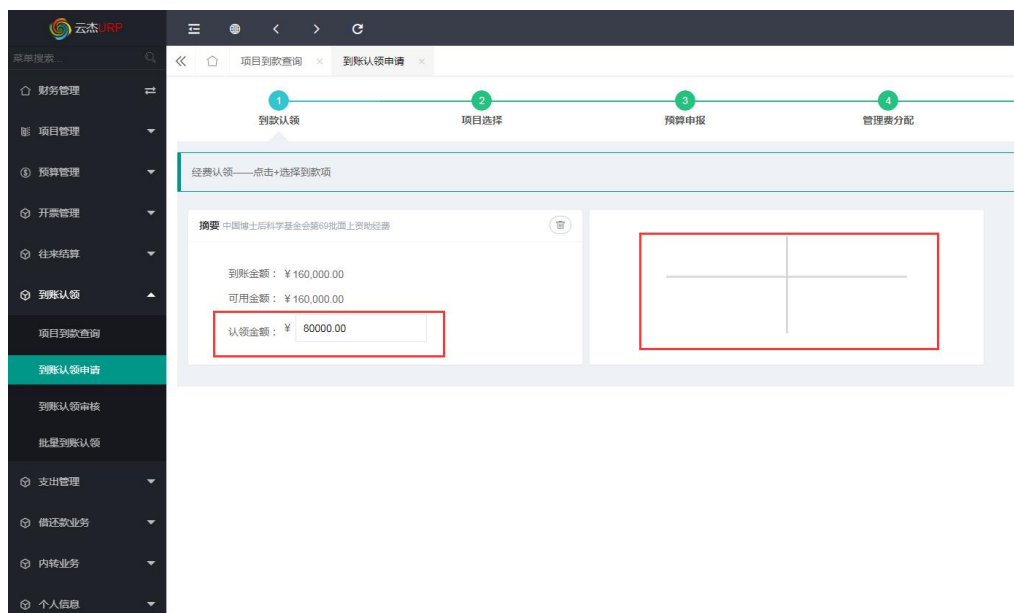 云杰URP
菜单搜索...
财务管理
项目管理
预算管理
开票管理
往来结算
到账认领
项目到款查询
到账认领申请
到账认领审核
批量到账认领
支出管理
借还款业务
内转业务
个人信息
项目到款查询 ×
到账认领申请 ×
1
到款认领
2
项目选择
3
预算申报
4
管理费分配
经费认领——点击+选择到款项
摘要 中国博士后科学基金会第69批面上资助经费
到账金额： ¥ 160,000.00
可用金额： ¥ 160,000.00
认领金额： ¥ 80000.00